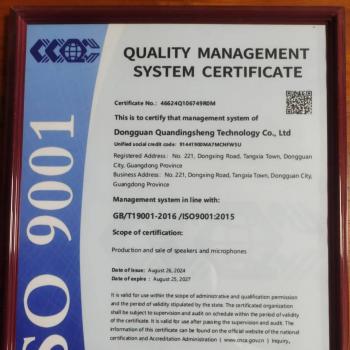 CCQS
QUALITY MANAGEMENT
SYSTEM CERTIFICATE
Certificate No.: 46624Q106749R0M
This is to certify that management system of
Dongguan Quandingsheng Technology Co., Ltd
Unified social credit code: 91441900MA7MCNFW5U
Registered Address: No. 221, Dongxing Road, Tangxia Town, Dongguan
City, Guangdong Province
Business Address: No. 221, Dongxing Road, Tangxia Town, Dongguan City,
Guangdong Province
Management system in line with:
GB/T19001-2016 /ISO9001:2015
Scope of certification:
Production and sale of speakers and microphones
Date of issue: August 26, 2024
Date of expire: August 25, 2027
It is valid for use within the scope of administrative and qualification permission
and the period of validity stipulated by the state. The certificated organization
shall be subject to supervision and audit on schedule within the period of validity
of the certificate. It is valid for use after passing the supervision and audit. The
information of this certificate can be found on the official website of the national
certification and Accreditation Administration ( www.cnca.gov.cn ) Inquiry,
ISO 9001